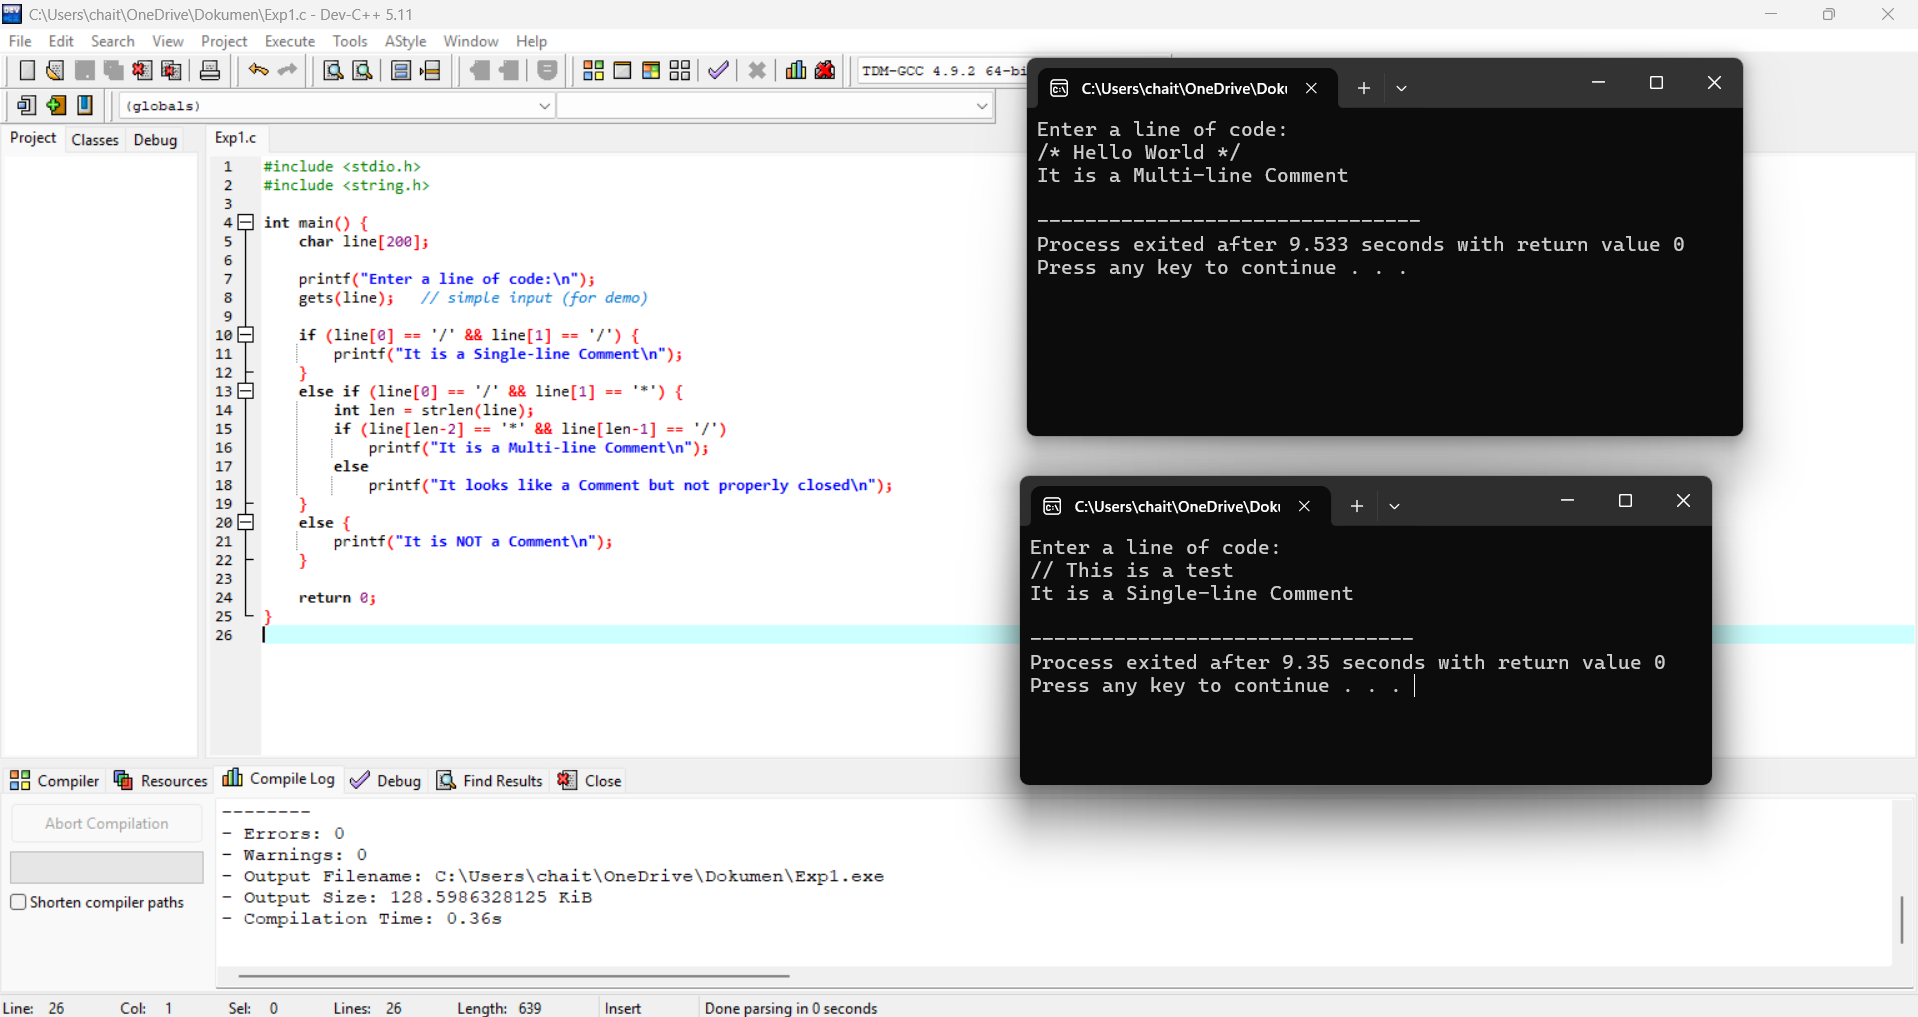 C:\Users\chait\OneDrive\Dokumen\Exp1.c - Dev-C++ 5.11
File Edit Search View Project Execute Tools AStyle Window Help
TDM-GCC 4.9.2 64-bi
(globals)
Project Classes Debug
Exp1.c
1 #include <stdio.h>
2 #include <string.h>
3
4 int main() {
5     char line[200];
6
7     printf("Enter a line of code:\n");
8     gets(line);   // simple input (for demo)
9
10     if (line[0] == '/' && line[1] == '/') {
11         printf("It is a Single-line Comment\n");
12     }
13     else if (line[0] == '/' && line[1] == '*') {
14         int len = strlen(line);
15         if (line[len-2] == '*' && line[len-1] == '/')
16             printf("It is a Multi-line Comment\n");
17         else
18             printf("It looks like a Comment but not properly closed\n");
19     }
20     else {
21         printf("It is NOT a Comment\n");
22     }
23
24     return 0;
25 }
26
C:\Users\chait\OneDrive\Doku
Enter a line of code:
/* Hello World */
It is a Multi-line Comment
--------------------------------
Process exited after 9.533 seconds with return value 0
Press any key to continue . . .
C:\Users\chait\OneDrive\Doku
Enter a line of code:
// This is a test
It is a Single-line Comment
--------------------------------
Process exited after 9.35 seconds with return value 0
Press any key to continue . . .
Compiler Resources Compile Log Debug Find Results Close
Abort Compilation
Shorten compiler paths
--------
- Errors: 0
- Warnings: 0
- Output Filename: C:\Users\chait\OneDrive\Dokumen\Exp1.exe
- Output Size: 128.5986328125 KiB
- Compilation Time: 0.36s
Line: 26 Col: 1 Sel: 0 Lines: 26 Length: 639 Insert Done parsing in 0 seconds